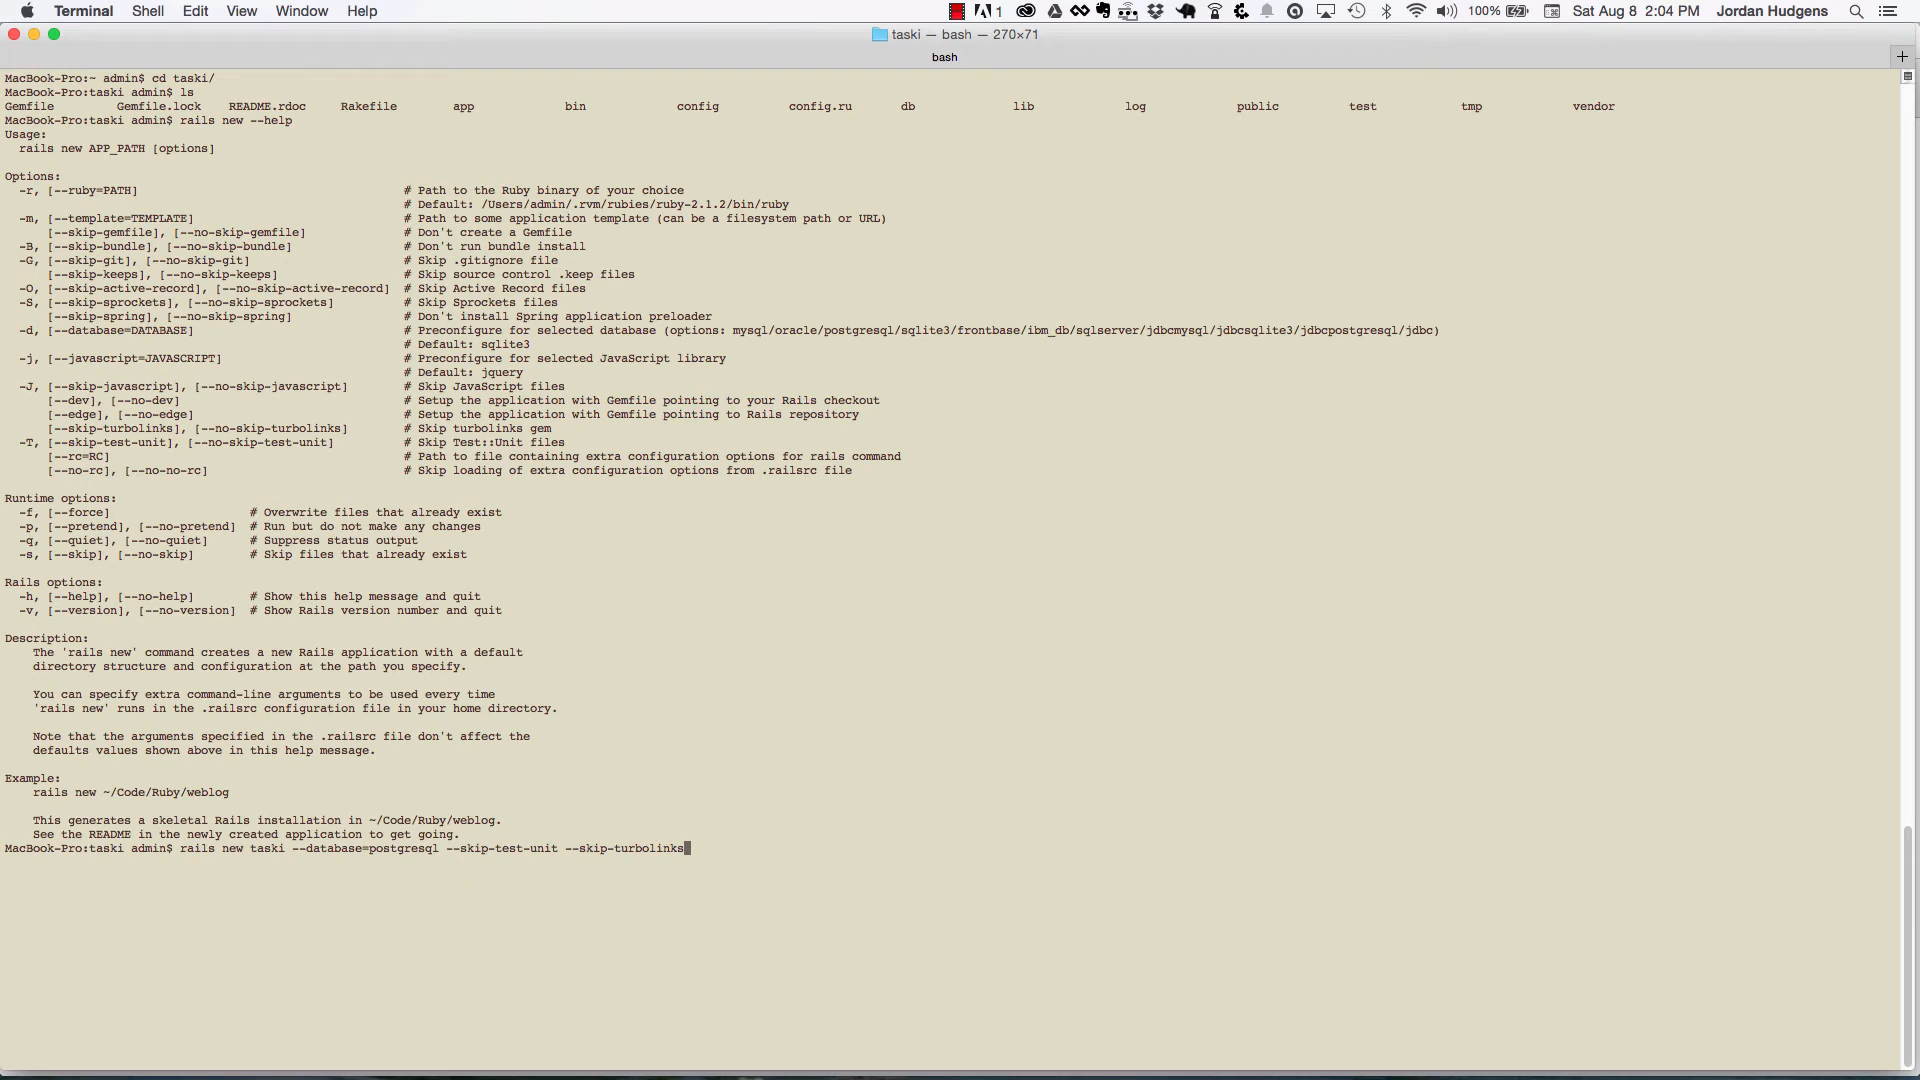 Terminal Shell Edit View Window Help 1 100% Sat Aug 8 2:04 PM Jordan Hudgens
taski — bash — 270×71
bash
MacBook-Pro:~ admin$ cd taski/
MacBook-Pro:taski admin$ ls
Gemfile Gemfile.lock README.rdoc Rakefile app bin config config.ru db lib log public test tmp vendor
MacBook-Pro:taski admin$ rails new --help
Usage:
  rails new APP_PATH [options]

Options:
  -r, [--ruby=PATH]                                      # Path to the Ruby binary of your choice
                                                         # Default: /Users/admin/.rvm/rubies/ruby-2.1.2/bin/ruby
  -m, [--template=TEMPLATE]                              # Path to some application template (can be a filesystem path or URL)
      [--skip-gemfile], [--no-skip-gemfile]              # Don't create a Gemfile
  -B, [--skip-bundle], [--no-skip-bundle]                # Don't run bundle install
  -G, [--skip-git], [--no-skip-git]                      # Skip .gitignore file
      [--skip-keeps], [--no-skip-keeps]                  # Skip source control .keep files
  -O, [--skip-active-record], [--no-skip-active-record]  # Skip Active Record files
  -S, [--skip-sprockets], [--no-skip-sprockets]          # Skip Sprockets files
      [--skip-spring], [--no-skip-spring]                # Don't install Spring application preloader
  -d, [--database=DATABASE]                              # Preconfigure for selected database (options: mysql/oracle/postgresql/sqlite3/frontbase/ibm_db/sqlserver/jdbcmysql/jdbcsqlite3/jdbcpostgresql/jdbc)
                                                         # Default: sqlite3
  -j, [--javascript=JAVASCRIPT]                          # Preconfigure for selected JavaScript library
                                                         # Default: jquery
  -J, [--skip-javascript], [--no-skip-javascript]        # Skip JavaScript files
      [--dev], [--no-dev]                                # Setup the application with Gemfile pointing to your Rails checkout
      [--edge], [--no-edge]                              # Setup the application with Gemfile pointing to Rails repository
      [--skip-turbolinks], [--no-skip-turbolinks]        # Skip turbolinks gem
  -T, [--skip-test-unit], [--no-skip-test-unit]          # Skip Test::Unit files
      [--rc=RC]                                          # Path to file containing extra configuration options for rails command
      [--no-rc], [--no-no-rc]                            # Skip loading of extra configuration options from .railsrc file

Runtime options:
  -f, [--force]                    # Overwrite files that already exist
  -p, [--pretend], [--no-pretend]  # Run but do not make any changes
  -q, [--quiet], [--no-quiet]      # Suppress status output
  -s, [--skip], [--no-skip]        # Skip files that already exist

Rails options:
  -h, [--help], [--no-help]        # Show this help message and quit
  -v, [--version], [--no-version]  # Show Rails version number and quit

Description:
    The 'rails new' command creates a new Rails application with a default
    directory structure and configuration at the path you specify.

    You can specify extra command-line arguments to be used every time
    'rails new' runs in the .railsrc configuration file in your home directory.

    Note that the arguments specified in the .railsrc file don't affect the
    defaults values shown above in this help message.

Example:
    rails new ~/Code/Ruby/weblog

    This generates a skeletal Rails installation in ~/Code/Ruby/weblog.
    See the README in the newly created application to get going.
MacBook-Pro:taski admin$ rails new taski --database=postgresql --skip-test-unit --skip-turbolinks